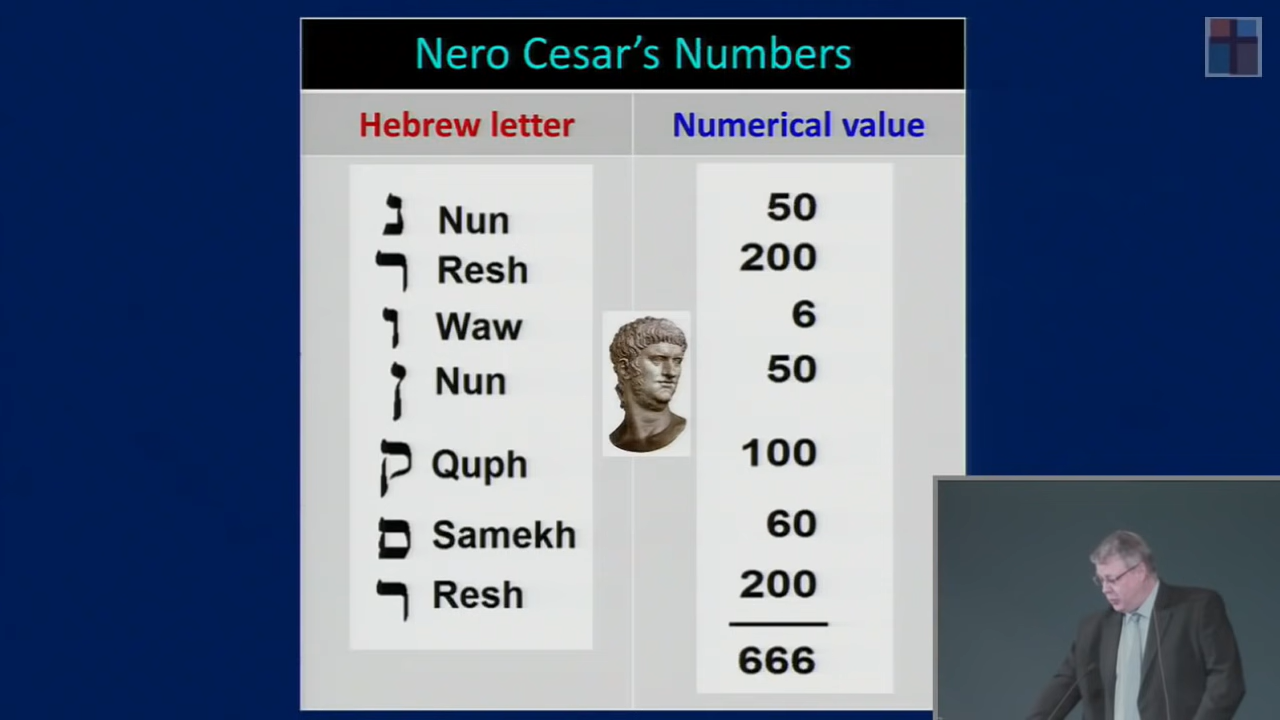 Nero Cesar's Numbers
Hebrew letter Numerical value
נ Nun 50
ר Resh 200
ו Waw 6
ן Nun 50
ק Quph 100
ם Samekh 60
ר Resh 200
666